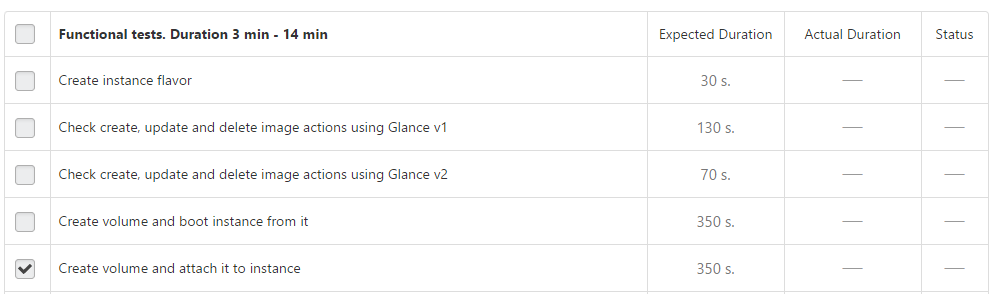 Functional tests. Duration 3 min - 14 min Expected Duration Actual Duration Status
Create instance flavor 30 s. — —
Check create, update and delete image actions using Glance v1 130 s. — —
Check create, update and delete image actions using Glance v2 70 s. — —
Create volume and boot instance from it 350 s. — —
Create volume and attach it to instance 350 s. — —